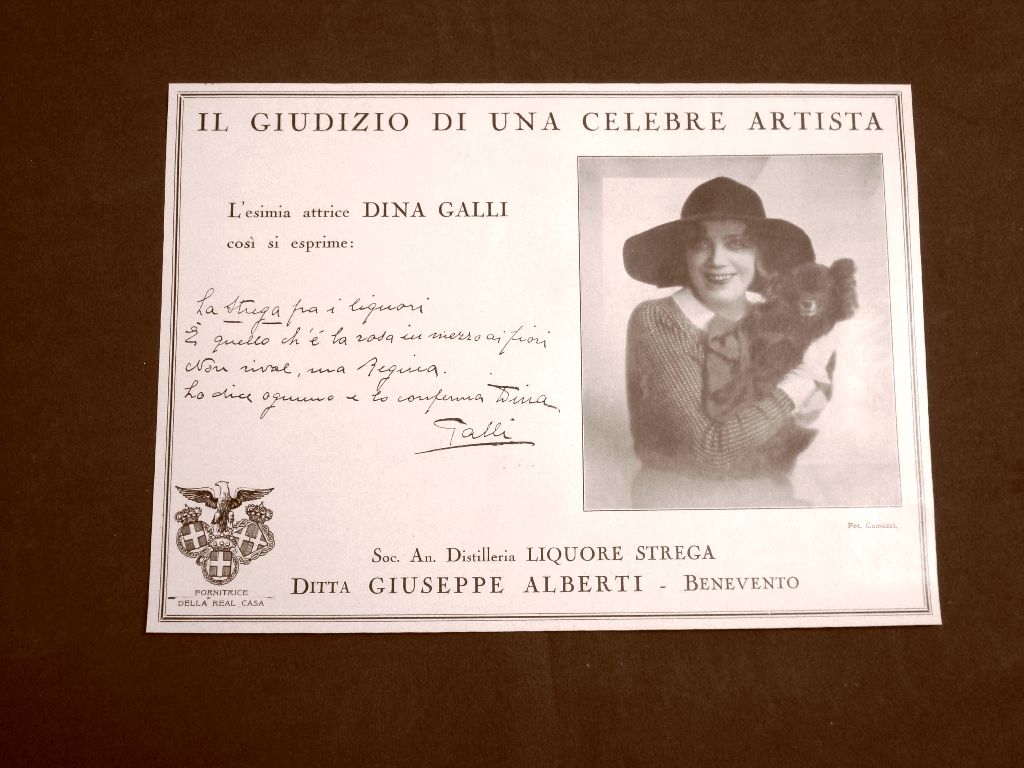 IL GIUDIZIO DI UNA CELEBRE ARTISTA
L'esimia attrice DINA GALLI
così si esprime:
La Strega fra i liquori
È quello ch'è la rosa in mezzo ai fiori
Non rival, ma Regina.
Lo dice ognuno e lo conferma Dina
Galli
Fot. Camuzzi.
FORNITRICE
DELLA REAL CASA
Soc. An. Distilleria LIQUORE STREGA
DITTA GIUSEPPE ALBERTI - BENEVENTO